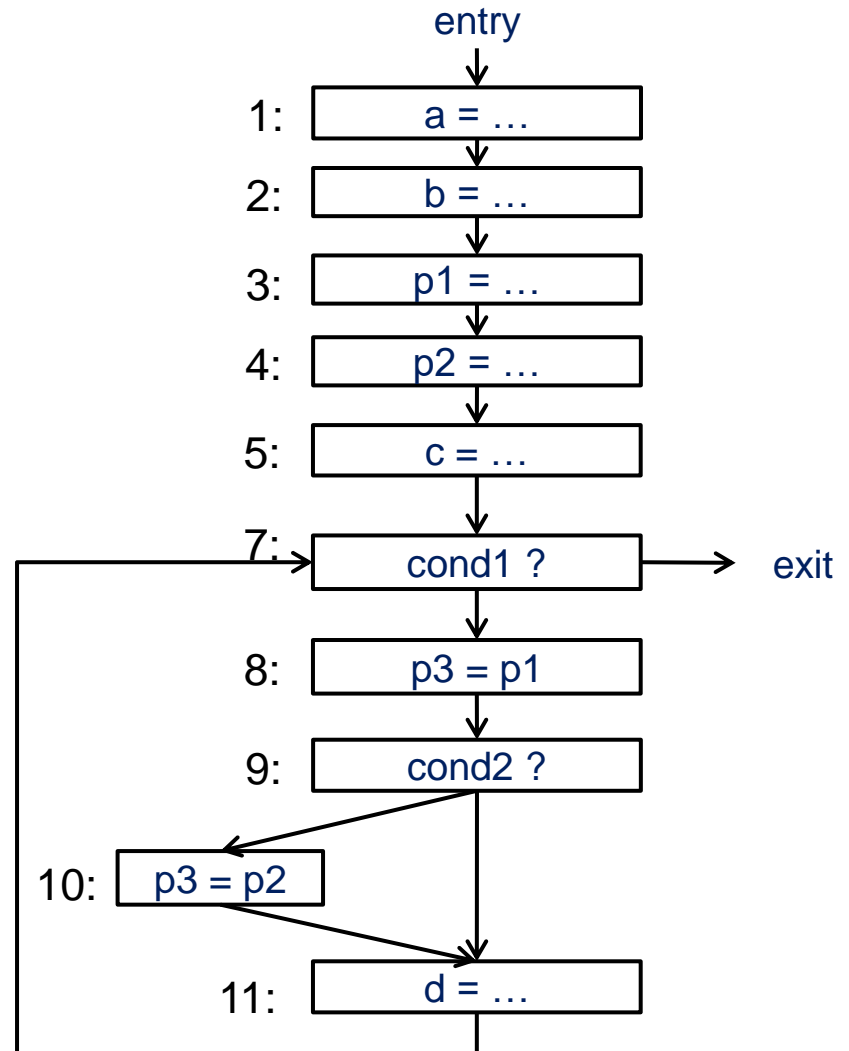 entry
1: a = …
2: b = …
3: p1 = …
4: p2 = …
5: c = …
7: cond1 ? exit
8: p3 = p1
9: cond2 ?
10: p3 = p2
11: d = …